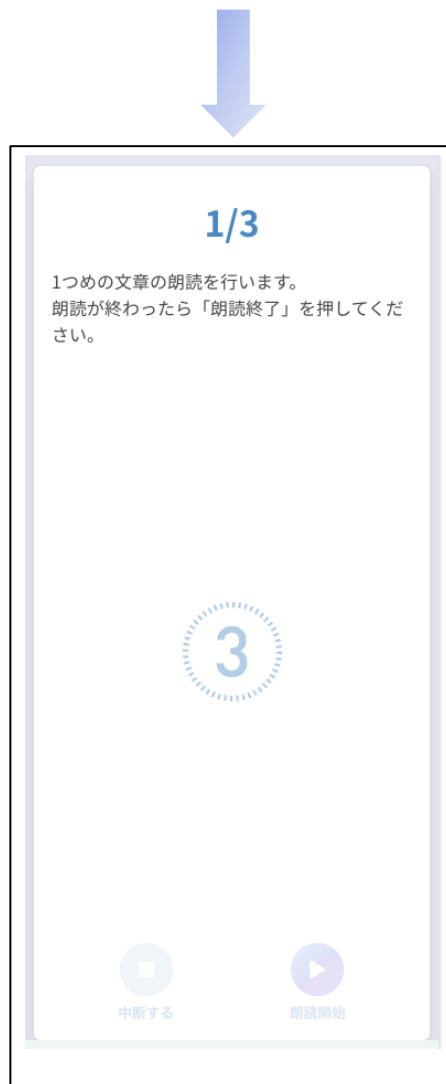 1/3
1つめの文章の朗読を行います。
朗読が終わったら「朗読終了」を押してくだ
さい。
3
中断する
朗読開始